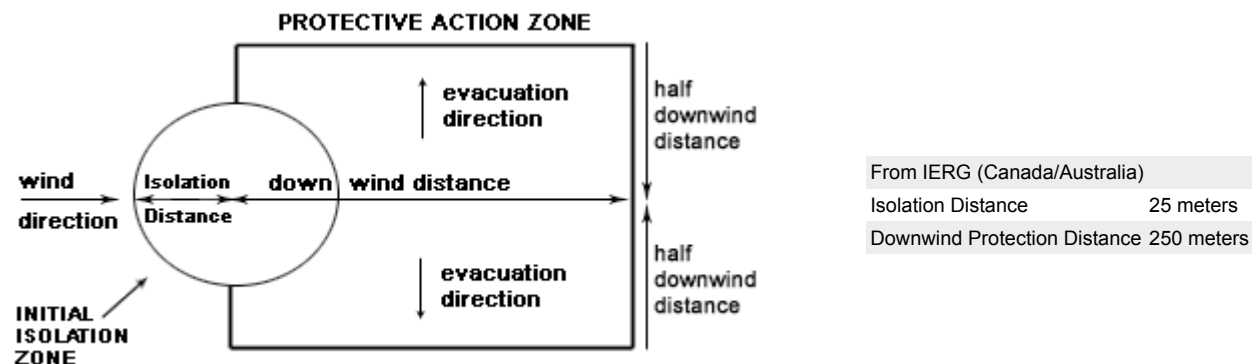 PROTECTIVE ACTION ZONE
evacuation
direction
half
downwind
distance
wind
direction
Isolation
Distance
down wind distance
evacuation
direction
half
downwind
distance
INITIAL
ISOLATION
ZONE
From IERG (Canada/Australia)
Isolation Distance 25 meters
Downwind Protection Distance 250 meters